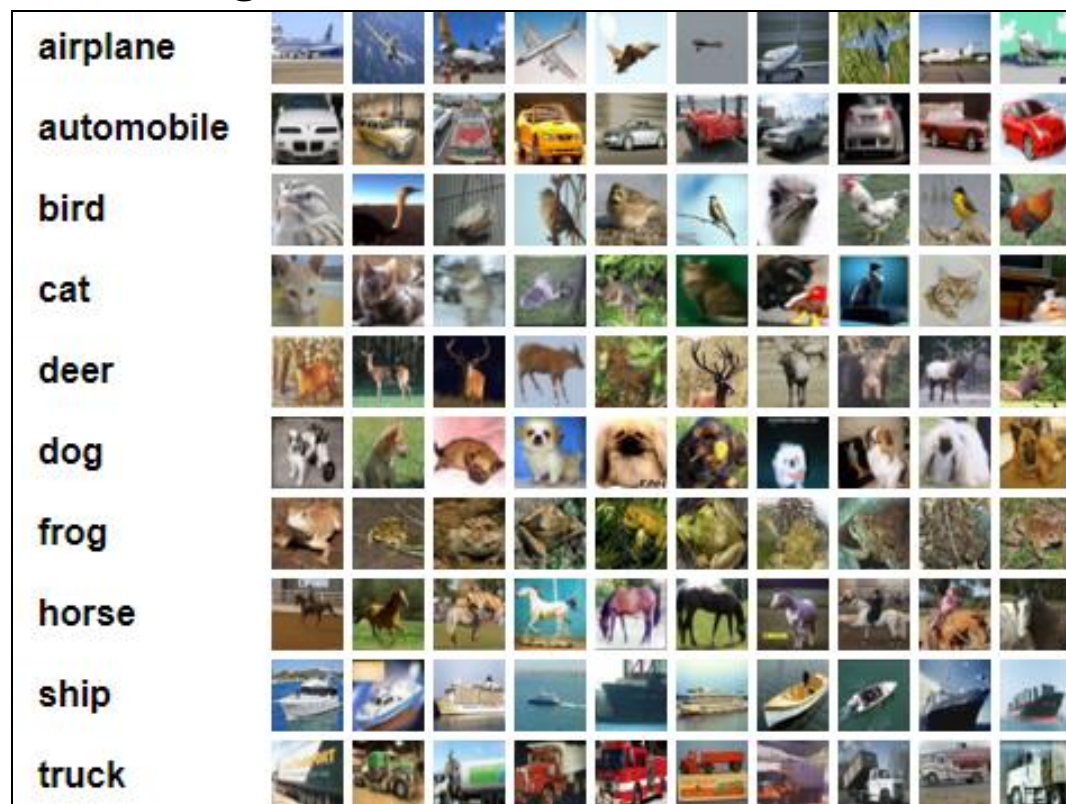 airplane
automobile
bird
cat
deer
dog
frog
horse
ship
truck